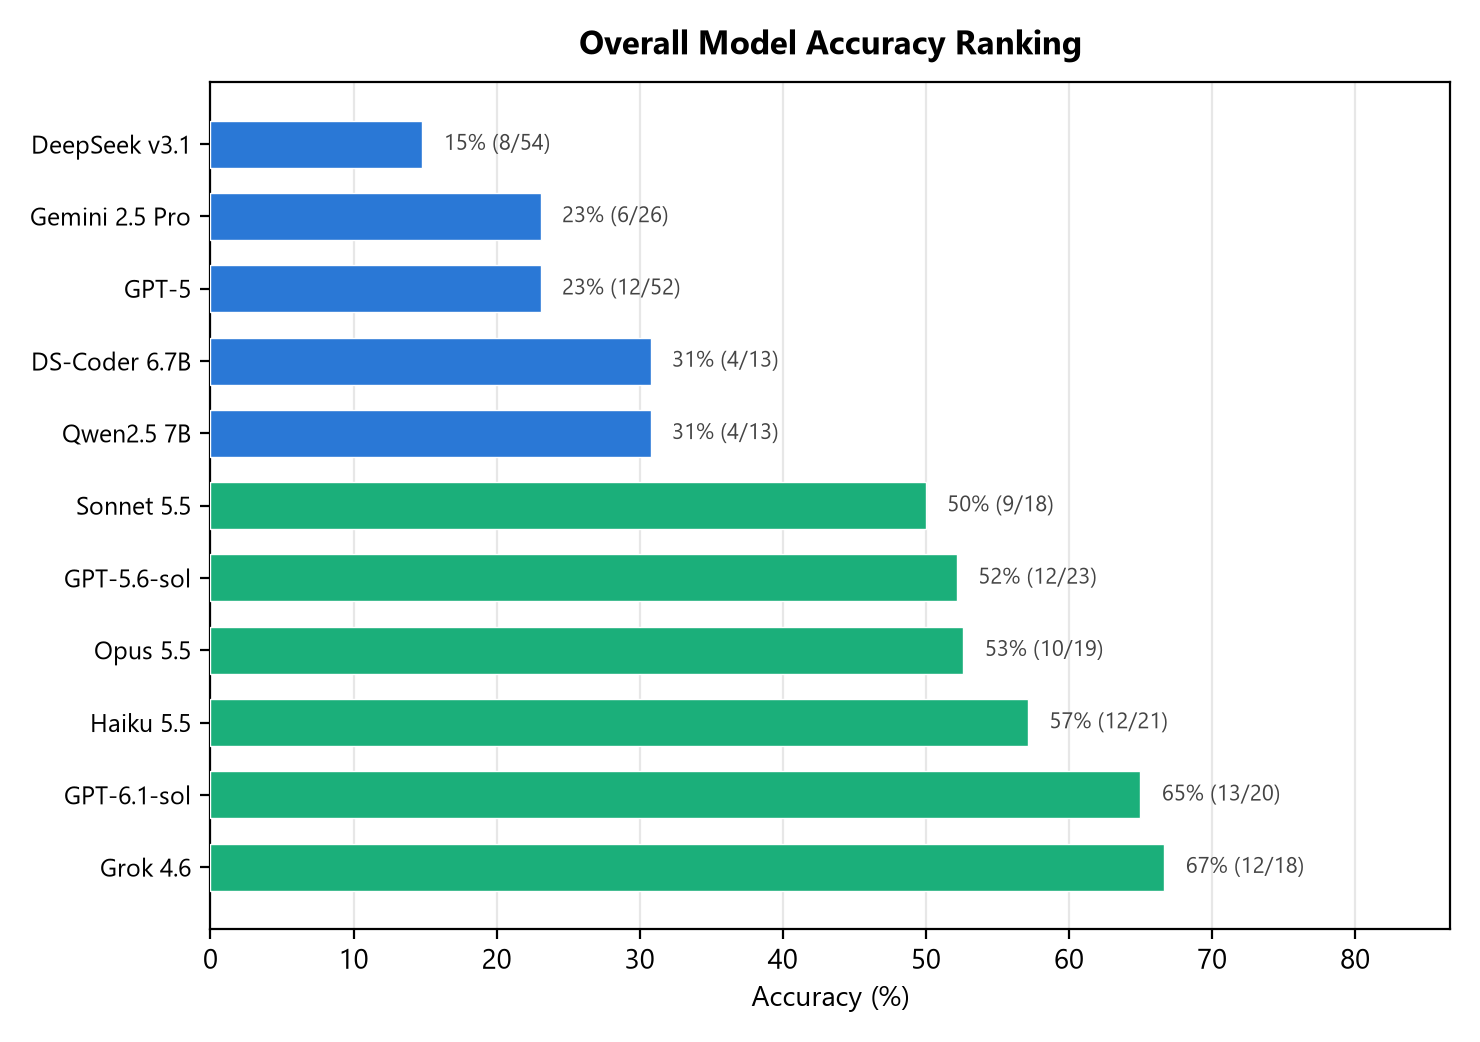 Overall Model Accuracy Ranking
DeepSeek v3.1 15% (8/54)
Gemini 2.5 Pro 23% (6/26)
GPT-5 23% (12/52)
DS-Coder 6.7B 31% (4/13)
Qwen2.5 7B 31% (4/13)
Sonnet 5.5 50% (9/18)
GPT-5.6-sol 52% (12/23)
Opus 5.5 53% (10/19)
Haiku 5.5 57% (12/21)
GPT-6.1-sol 65% (13/20)
Grok 4.6 67% (12/18)
0 10 20 30 40 50 60 70 80
Accuracy (%)